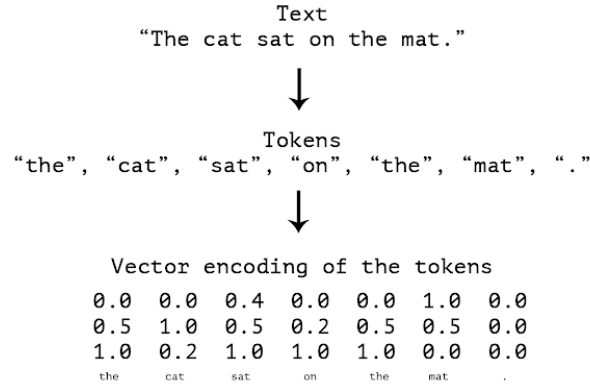 Text
“The cat sat on the mat.”
Tokens
“the”, “cat”, “sat”, “on”, “the”, “mat”, “.”
Vector encoding of the tokens
0.0 0.0 0.4 0.0 0.0 1.0 0.0
0.5 1.0 0.5 0.2 0.5 0.5 0.0
1.0 0.2 1.0 1.0 1.0 0.0 0.0
the cat sat on the mat .